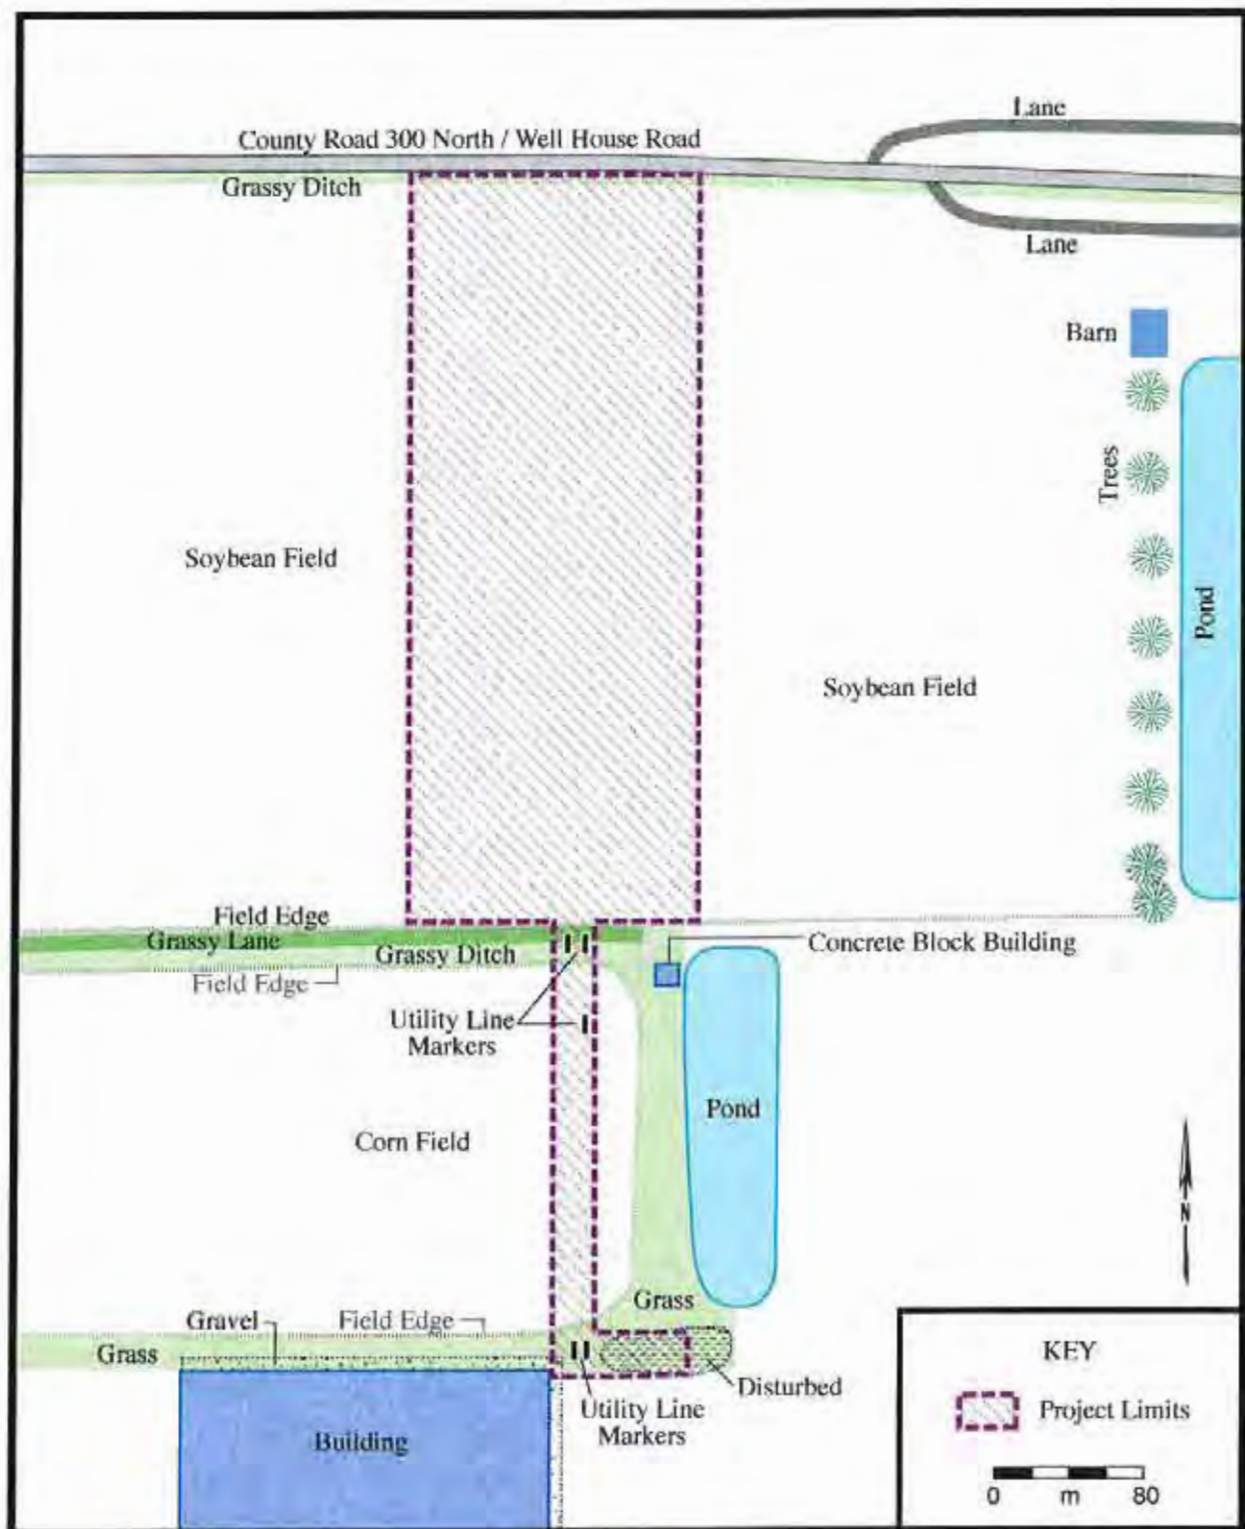 Lane
County Road 300 North / Well House Road
Grassy Ditch
Lane
Barn
Trees
Soybean Field
Pond
Soybean Field
Field Edge
Grassy Lane
Grassy Ditch
Concrete Block Building
Field Edge
Utility Line
Markers
Pond
Corn Field
N
Grass
Gravel
Field Edge
Grass
KEY
Disturbed
Project Limits
Utility Line
Markers
Building
0 m 80